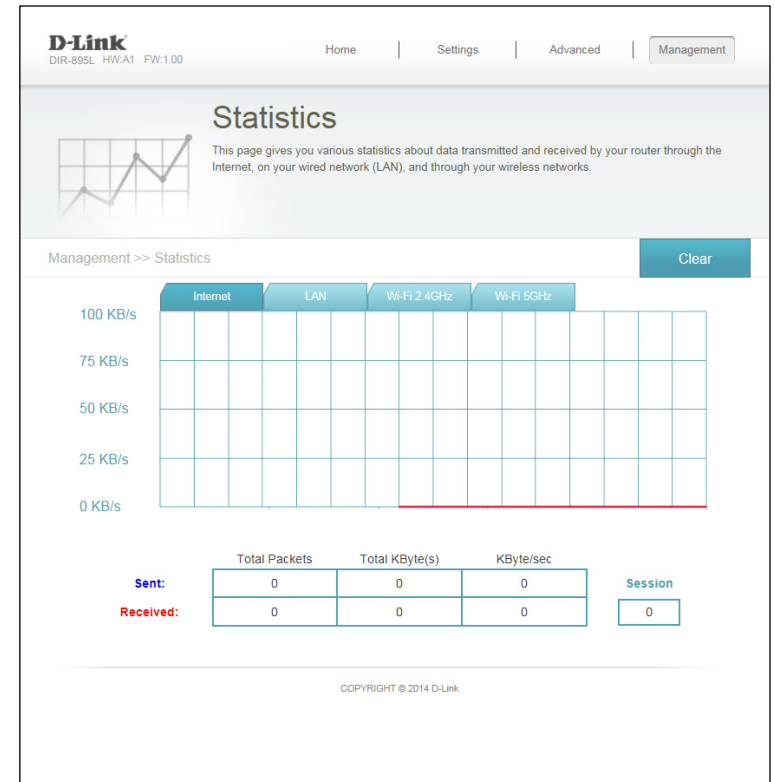 D-Link
DIR-895L HW:A1 FW:1.00
Home | Settings | Advanced | Management
Statistics
This page gives you various statistics about data transmitted and received by your router through the
Internet, on your wired network (LAN), and through your wireless networks.
Management >> Statistics
Clear
Internet LAN Wi-Fi 2.4GHz Wi-Fi 5GHz
100 KB/s
75 KB/s
50 KB/s
25 KB/s
0 KB/s
Total Packets Total KByte(s) KByte/sec
Sent: 0 0 0 Session
Received: 0 0 0 0
COPYRIGHT © 2014 D-Link